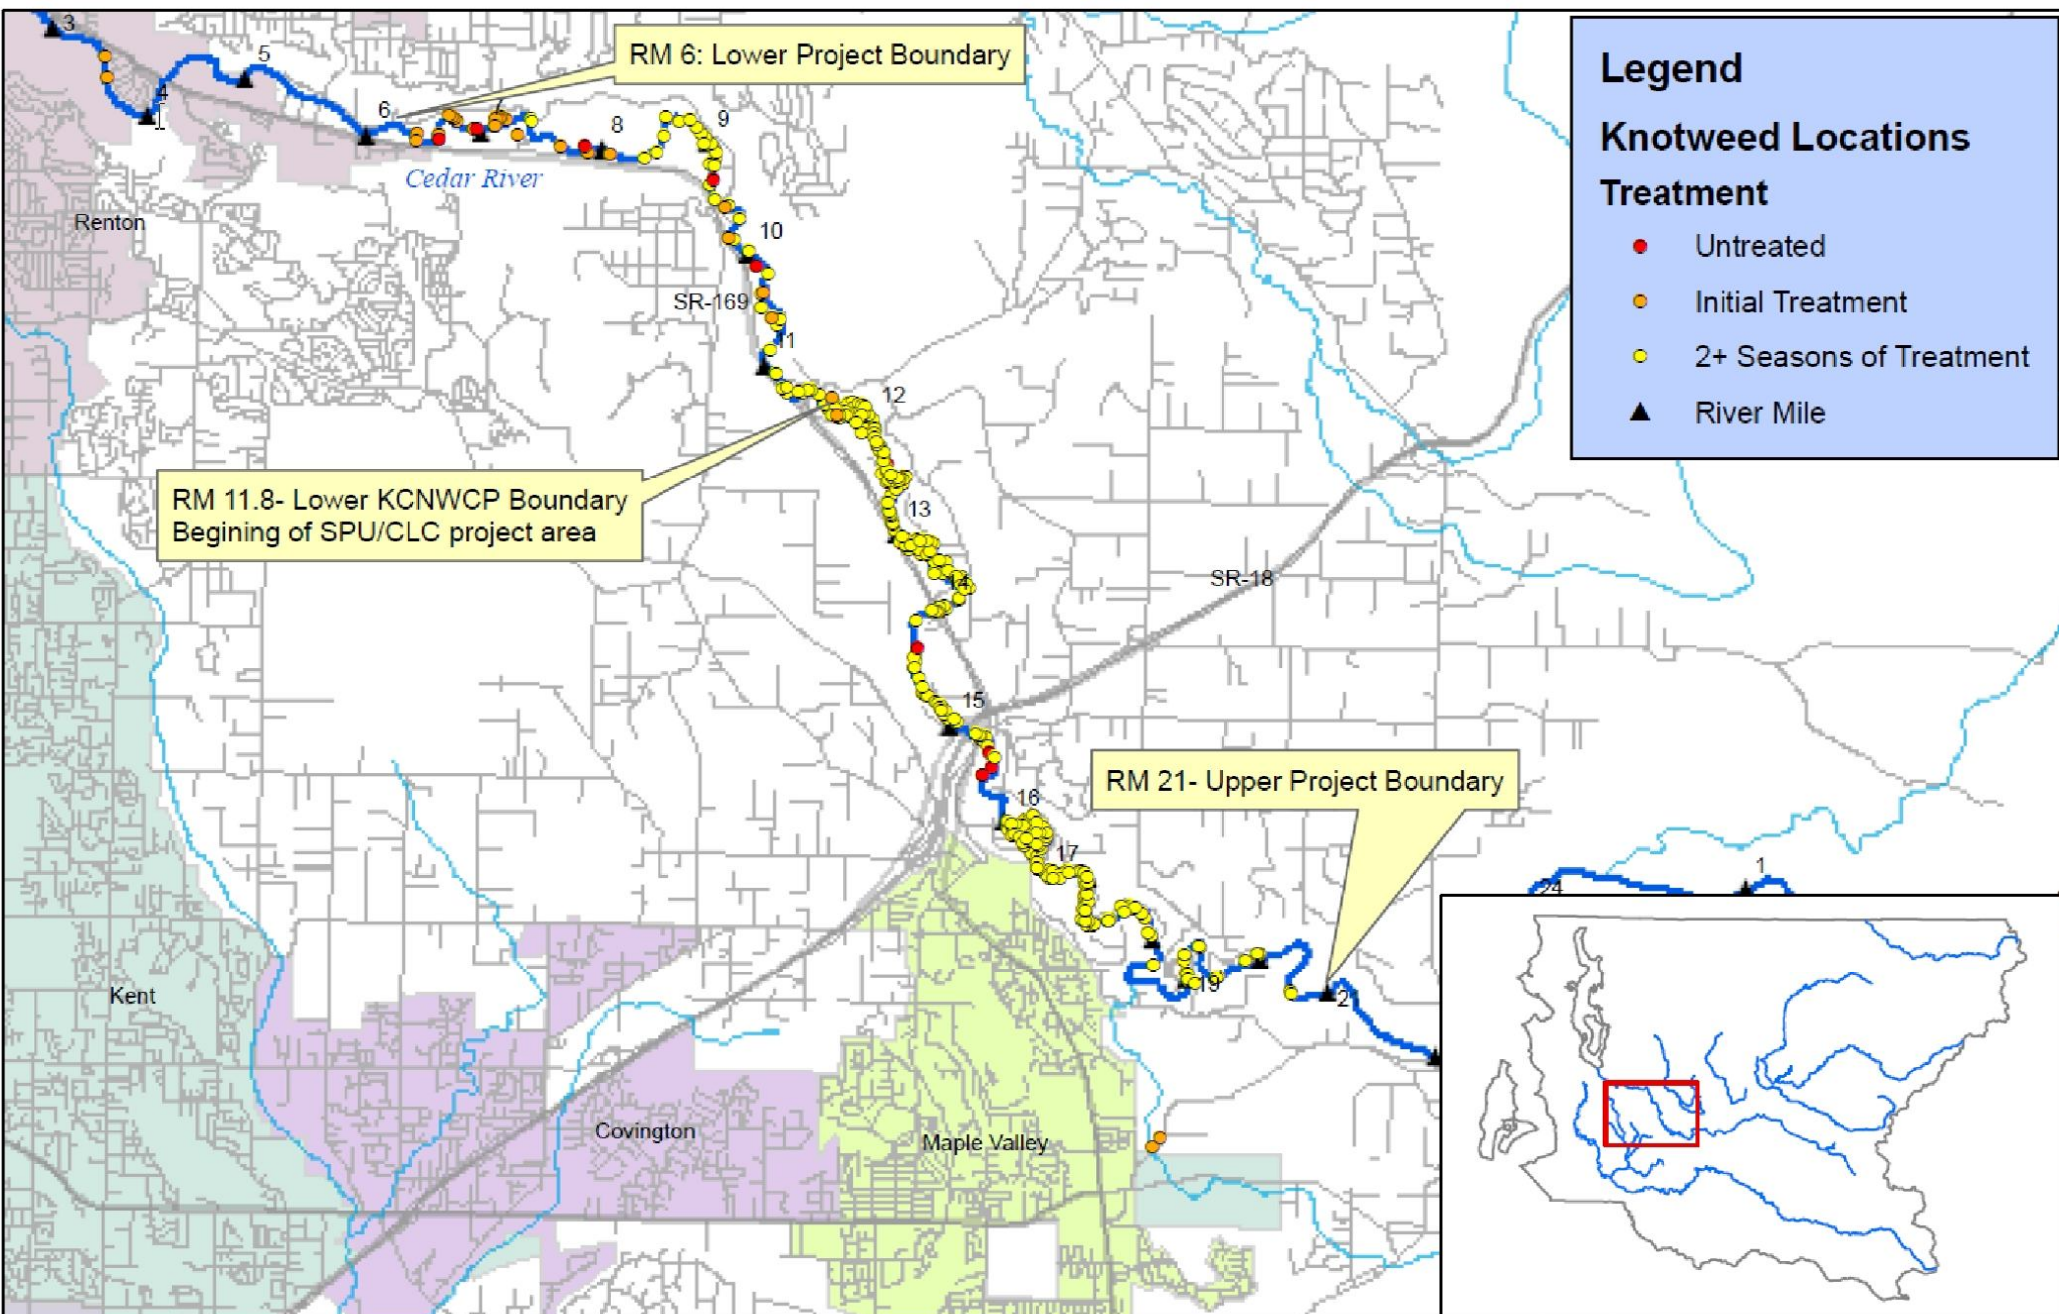 3
4
5
6
RM 6: Lower Project Boundary
7
8
9
Cedar River
Renton
10
SR-169
11
12
RM 11.8- Lower KCNWCP Boundary
Begining of SPU/CLC project area
13
14
SR-18
15
RM 21- Upper Project Boundary
16
17
19
21
24
1
Kent
Covington
Maple Valley
Legend
Knotweed Locations
Treatment
Untreated
Initial Treatment
2+ Seasons of Treatment
River Mile